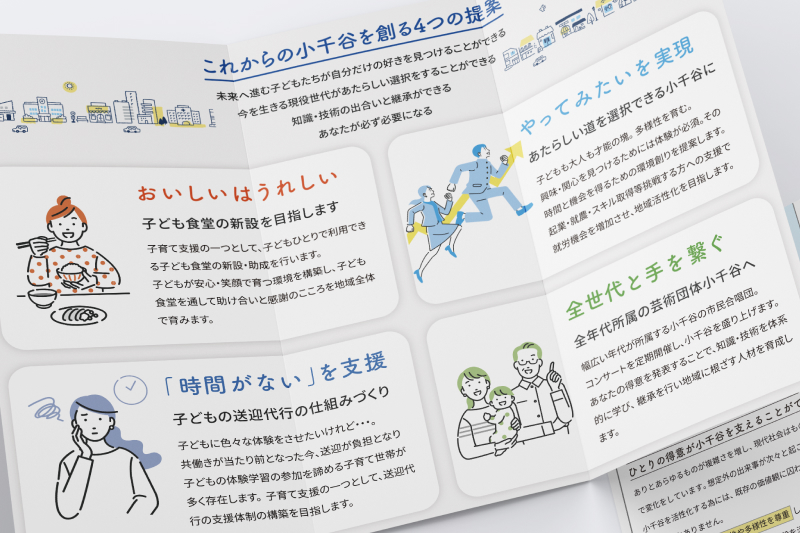 これからの小千谷を創る4つの提案
未来へ進む子どもたちが自分だけの好きを見つけることができる
今を生きる現役世代があたらしい選択をすることができる
知識・技術の出合いと継承ができる
あなたが必ず必要になる
おいしいはうれしい
子ども食堂の新設を目指します
子育て支援の一つとして、子どもひとりで利用でき
る子ども食堂の新設・助成を行います。
子どもが安心・笑顔で育つ環境を構築し、子ども
食堂を通して助け合いと感謝のこころを地域全体
で育みます。
「時間がない」を支援
子どもの送迎代行の仕組みづくり
子どもに色々な体験をさせたいけれど・・・。
共働きが当たり前となった今、送迎が負担となり
子どもの体験学習の参加を諦める子育て世帯が
多く存在します。子育て支援の一つとして、送迎代
行の支援体制の構築を目指します。
やってみたいを実現
あたらしい道を選択できる小千谷に
子どもも大人も才能の塊。多様性を育む。
興味・関心を見つけるためには体験が必須。その
時間と機会を得るための環境創りを提案します。
起業・就農・スキル取得等挑戦する方への支援で
就労機会を増加させ、地域活性化を目指します。
全世代と手を繋ぐ
全年代所属の芸術団体小千谷へ
幅広い年代が所属する小千谷の市民合唱団。
コンサートを定期開催し、小千谷を盛り上げます。
あなたの得意を発表することで、知識・技術を体系
的に学び、継承を行い地域に根ざす人材を育成し
ます。
ひとりの得意が小千谷を支えることがで
ありとあらゆるものが複雑さを増し、現代社会はもの
で変化をしています。想定外の出来事が次々と起こ
小千谷を活性化する為には、既存の価値観に囚わ
ありません。
や多様性を尊重し